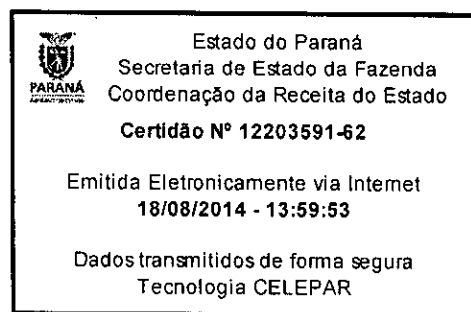 Estado do Paraná
Secretaria de Estado da Fazenda
PARANÁ
Coordenação da Receita do Estado
Certidão Nº 12203591-62
Emitida Eletronicamente via Internet
18/08/2014 - 13:59:53
Dados transmitidos de forma segura
Tecnologia CELEPAR